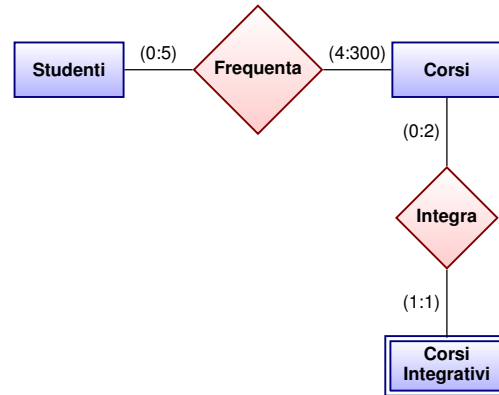 Studenti
(0:5)
Frequenta
(4:300)
Corsi
(0:2)
Integra
(1:1)
Corsi
Integrativi